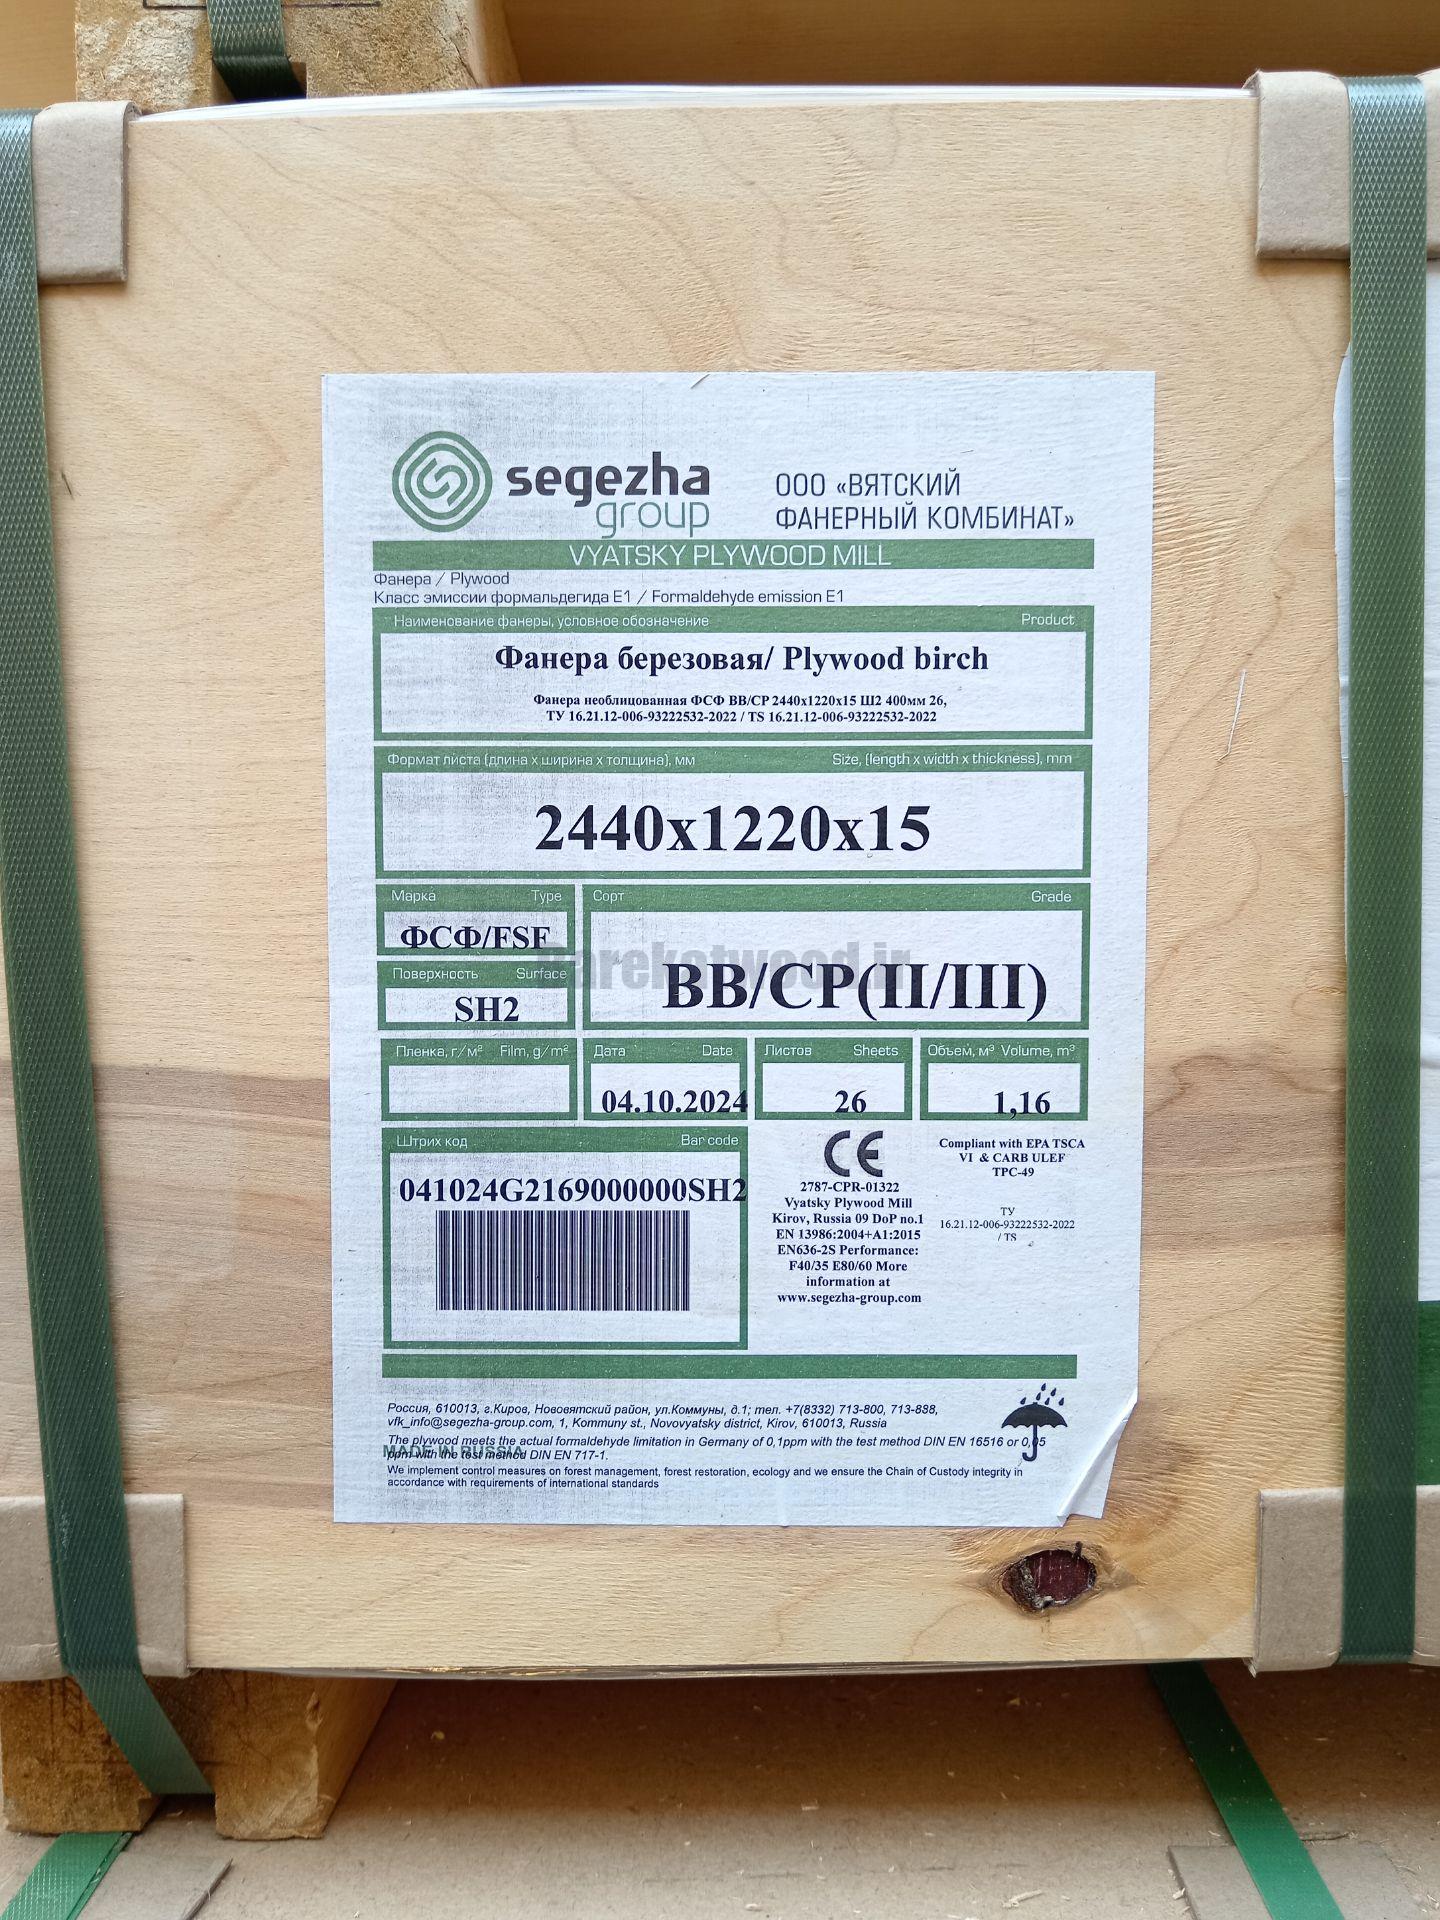 segezha
group
ООО «ВЯТСКИЙ
ФАНЕРНЫЙ КОМБИНАТ»
VYATSKY PLYWOOD MILL
Фанера / Plywood
Класс эмиссии формальдегида E1 / Formaldehyde emission E1
Наименование фанеры, условное обозначение Product
Фанера березовая/ Plywood birch
Фанера необлицованная ФСФ BB/CP 2440x1220x15 Ш2 400мм 26,
ТУ 16.21.12-006-93222532-2022 / TS 16.21.12-006-93222532-2022
Формат листа (длина x ширина x толщина), мм Size, (length x width x thickness), mm
2440x1220x15
Марка Type
ФСФ/FSF
Сорт Grade
BB/CP(II/III)
Parekatwood.ir
Поверхность Surface
SH2
Пленка, г/м² Film, g/m²
Дата Date
04.10.2024
Листов Sheets
26
Объем, м³ Volume, m³
1,16
Штрих код Bar code
041024G2169000000SH2
CE
2787-CPR-01322
Vyatsky Plywood Mill
Kirov, Russia 09 DoP no.1
EN 13986:2004+A1:2015
EN636-2S Performance:
F40/35 E80/60 More
information at
www.segezha-group.com
Compliant with EPA TSCA
VI & CARB ULEF
TPC-49
ТУ
16.21.12-006-93222532-2022
/ TS
Россия, 610013, г.Киров, Нововятский район, ул.Коммуны, д.1; тел. +7(8332) 713-800, 713-888,
vfk_info@segezha-group.com, 1, Kommuny st., Novovyatsky district, Kirov, 610013, Russia
The plywood meets the actual formaldehyde limitation in Germany of 0,1ppm with the test method DIN EN 16516 or 0,05
MADE IN RUSSIA
ppm with the test method DIN EN 717-1.
We implement control measures on forest management, forest restoration, ecology and we ensure the Chain of Custody integrity in
accordance with requirements of international standards